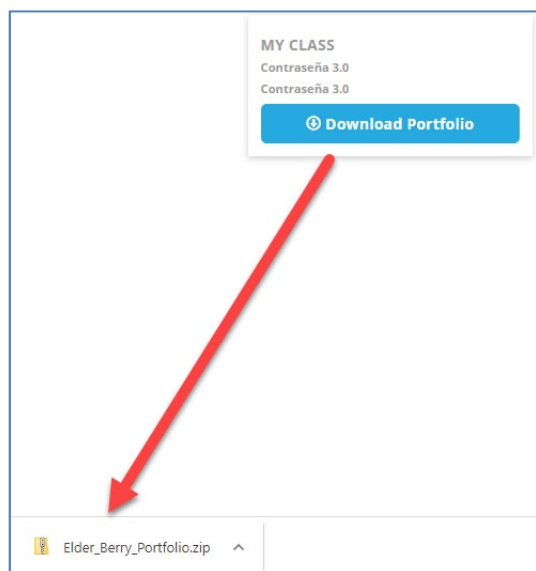 MY CLASS
Contraseña 3.0
Contraseña 3.0
Download Portfolio
Elder_Berry_Portfolio.zip